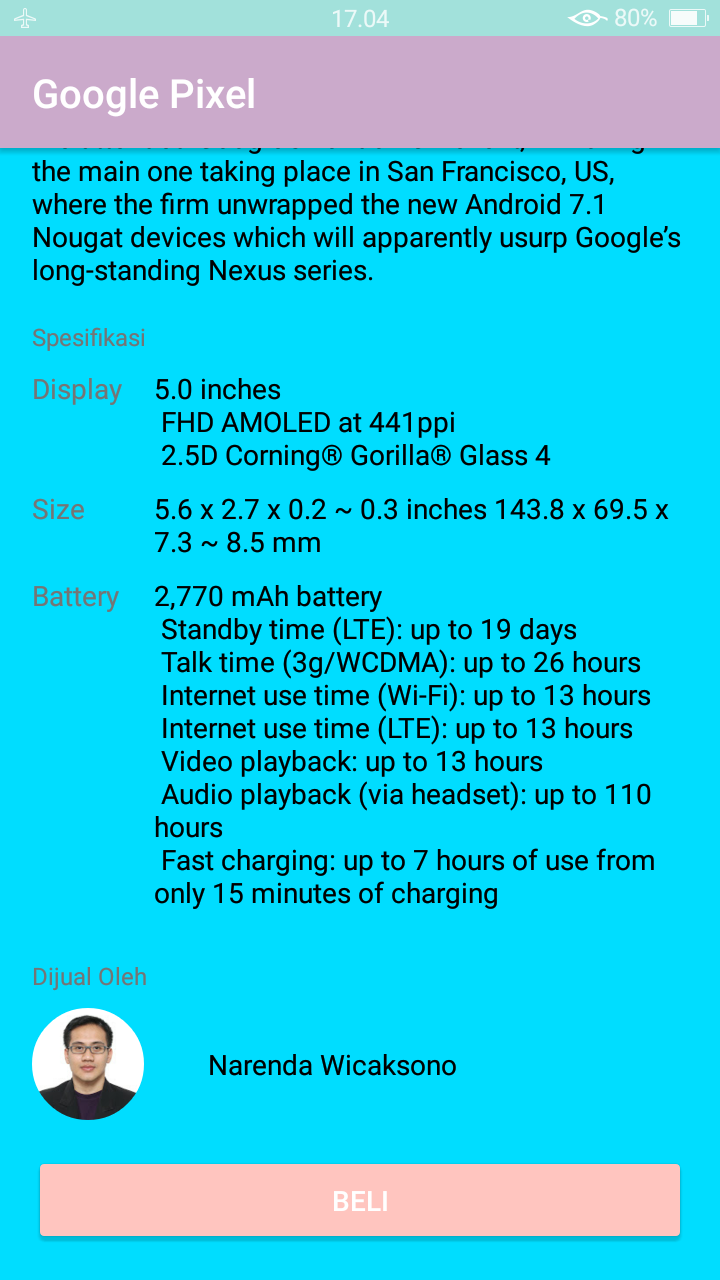 17.04
80%
Google Pixel
the main one taking place in San Francisco, US,
where the firm unwrapped the new Android 7.1
Nougat devices which will apparently usurp Google’s
long-standing Nexus series.
Spesifikasi
Display
5.0 inches
FHD AMOLED at 441ppi
2.5D Corning® Gorilla® Glass 4
Size
5.6 x 2.7 x 0.2 ~ 0.3 inches 143.8 x 69.5 x
7.3 ~ 8.5 mm
Battery
2,770 mAh battery
Standby time (LTE): up to 19 days
Talk time (3g/WCDMA): up to 26 hours
Internet use time (Wi-Fi): up to 13 hours
Internet use time (LTE): up to 13 hours
Video playback: up to 13 hours
Audio playback (via headset): up to 110
hours
Fast charging: up to 7 hours of use from
only 15 minutes of charging
Dijual Oleh
Narenda Wicaksono
BELI